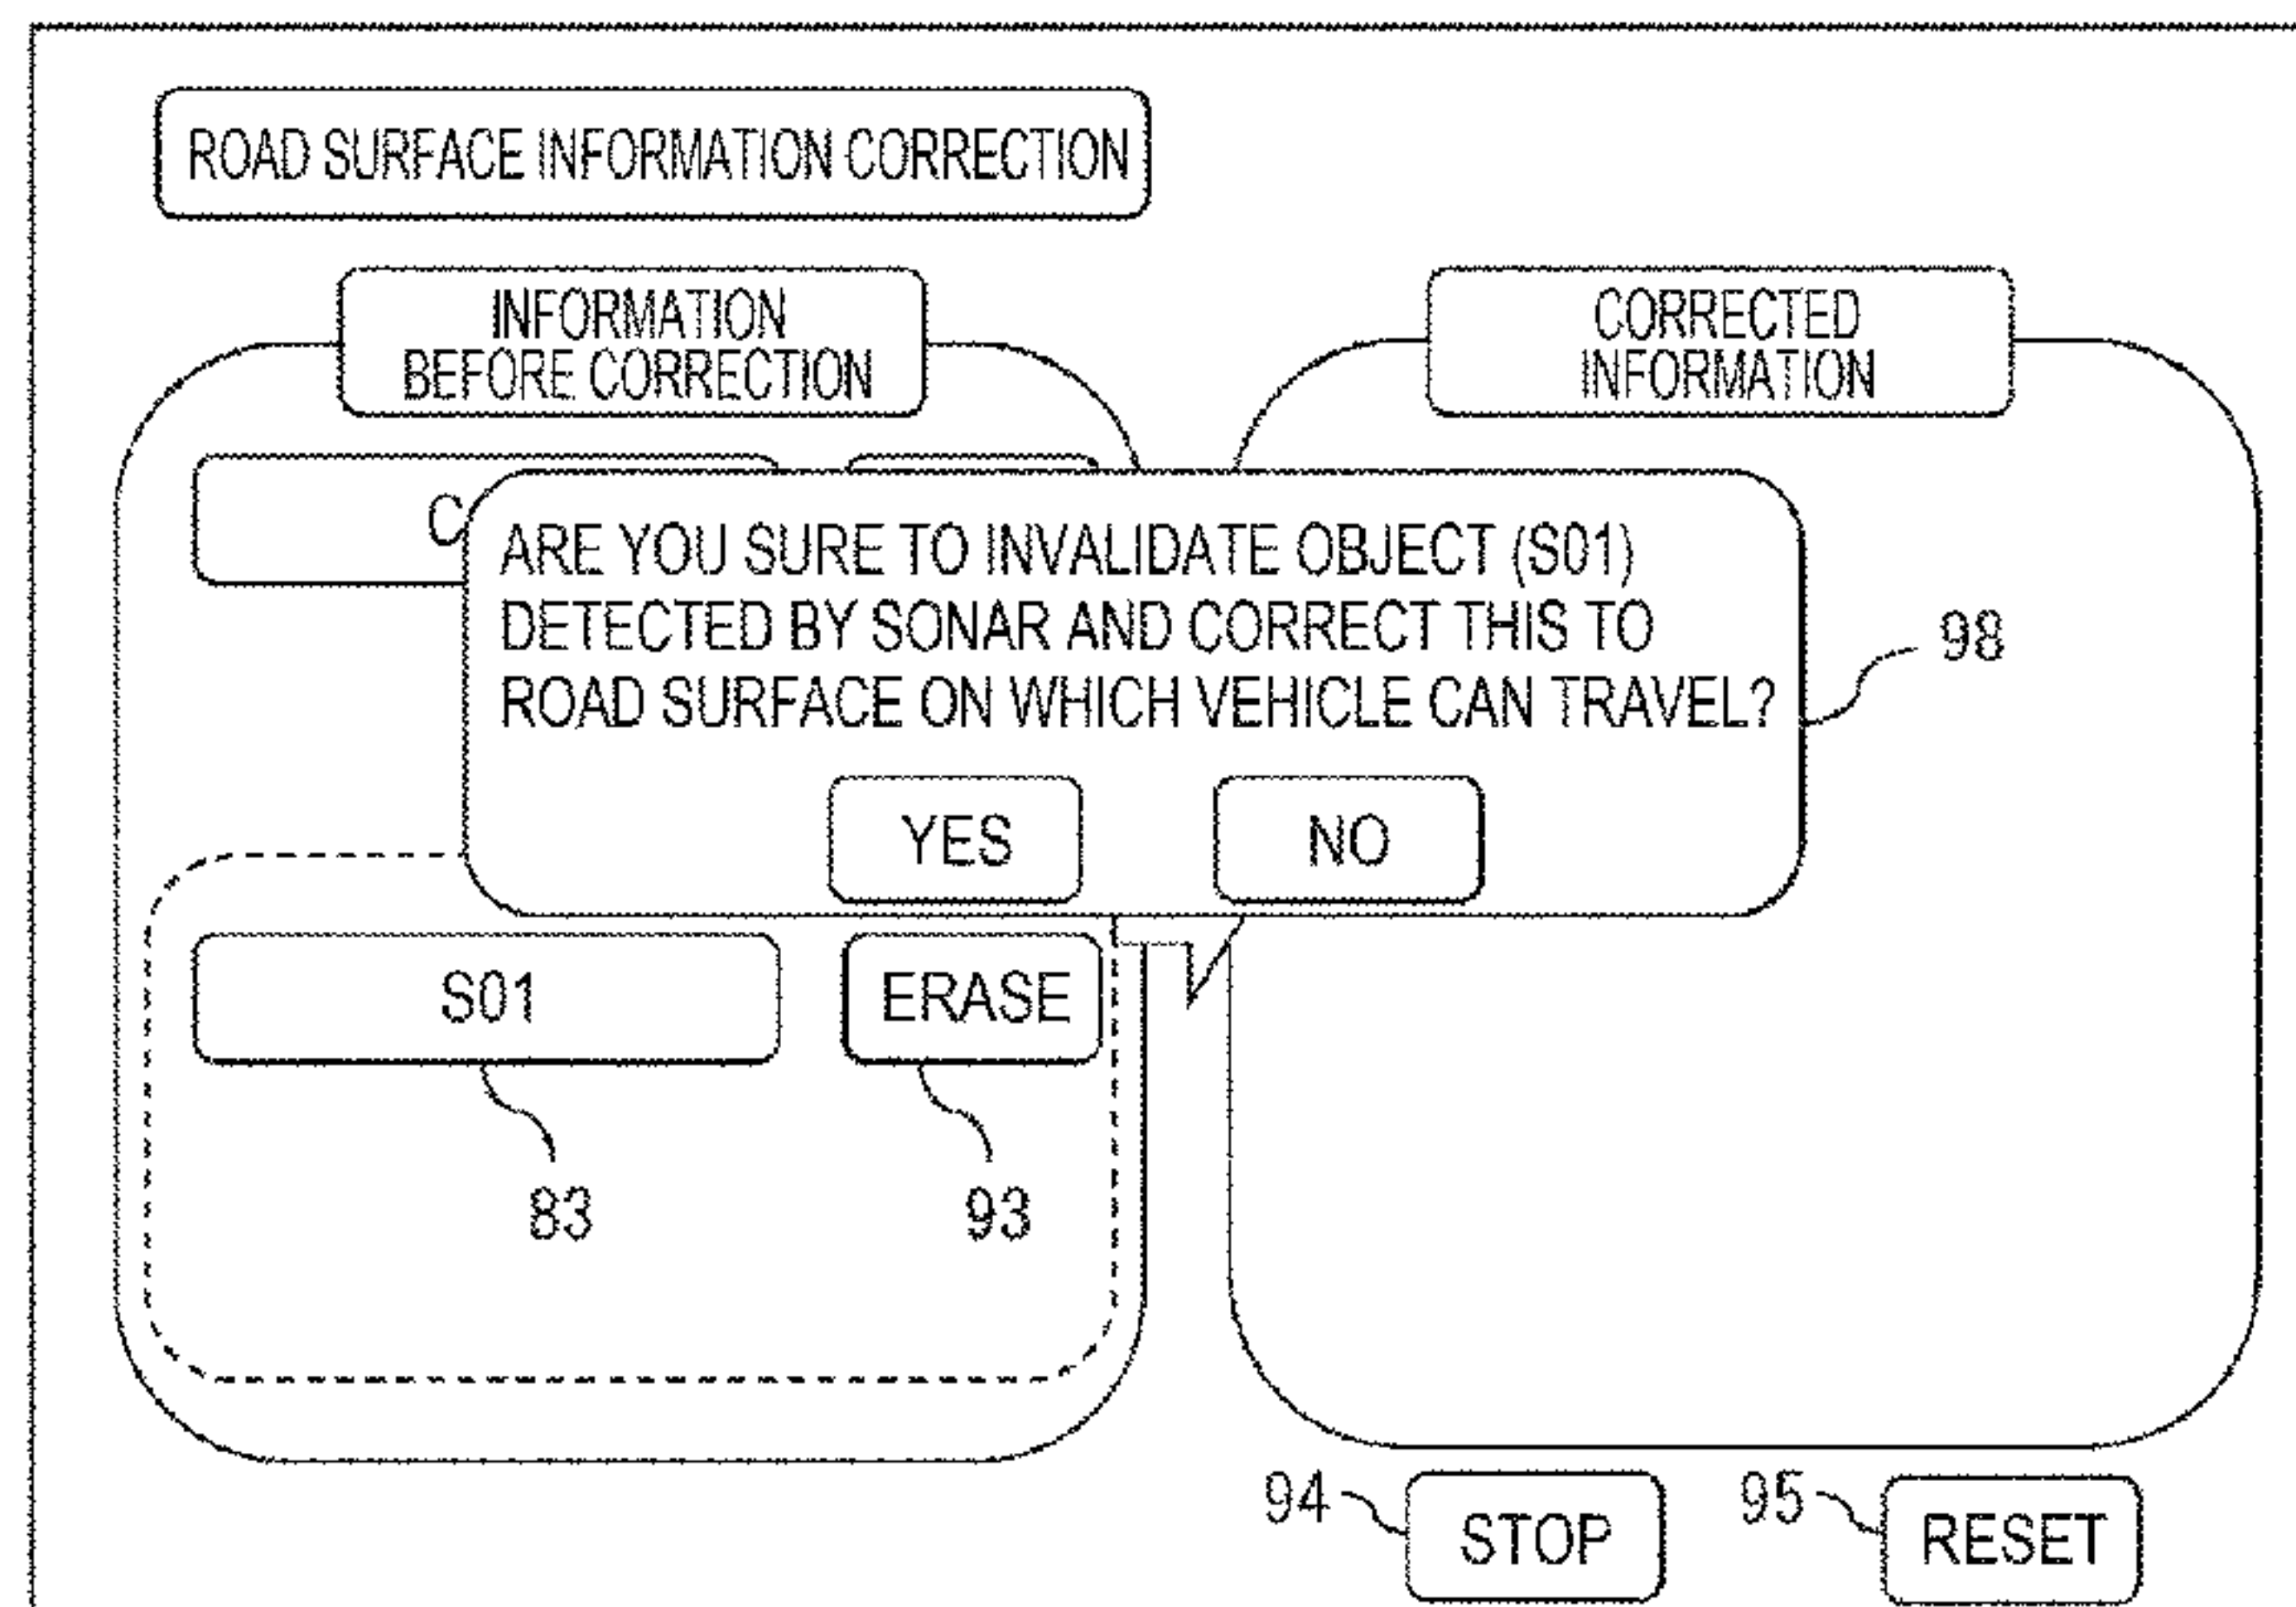 ROAD SURFACE INFORMATION CORRECTION
INFORMATION
BEFORE CORRECTION
CORRECTED
INFORMATION
ARE YOU SURE TO INVALIDATE OBJECT (S01)
DETECTED BY SONAR AND CORRECT THIS TO
ROAD SURFACE ON WHICH VEHICLE CAN TRAVEL?
98
YES
NO
S01
ERASE
83
93
94
STOP
95
RESET